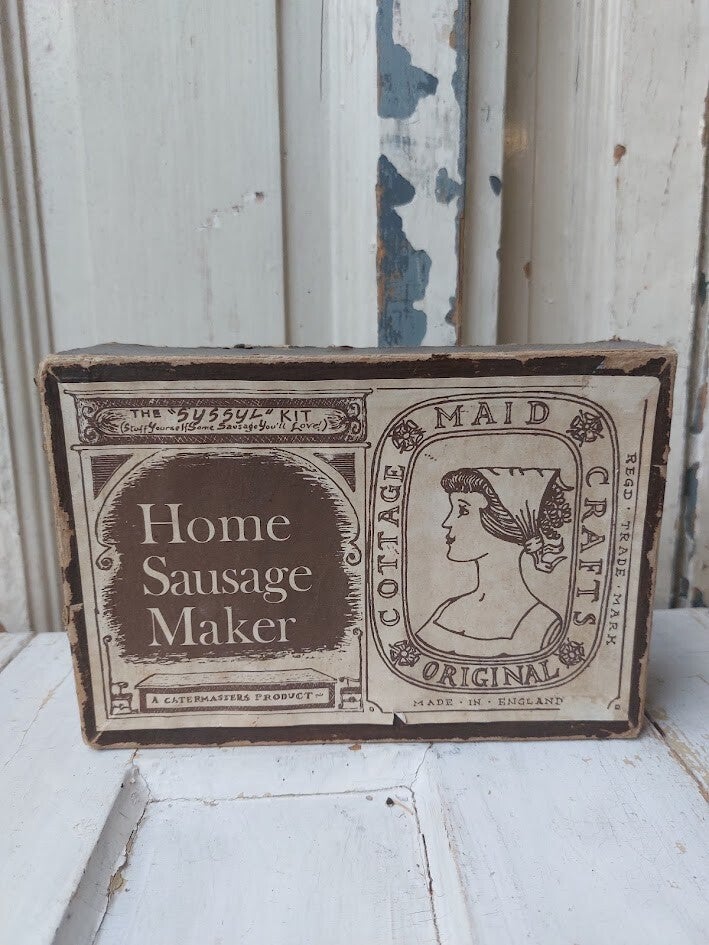 THE "SYSSYL" KIT
(Stuff Yourself Some Sausage You'll Love!)
Home
Sausage
Maker
A CATERMASTERS PRODUCT
COTTAGE MAID CRAFTS
ORIGINAL
REGD · TRADE · MARK
MADE · IN · ENGLAND